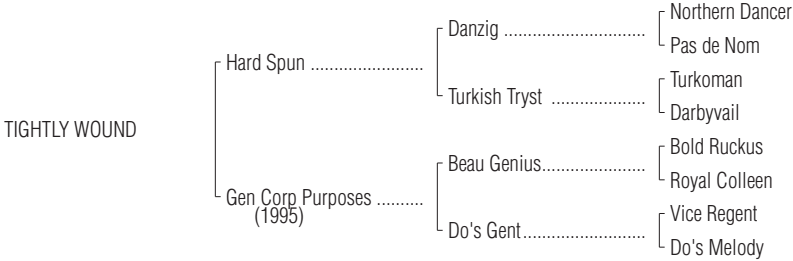 Northern Dancer
Danzig ..............................
Pas de Nom
Hard Spun ........................
Turkoman
Turkish Tryst ....................
Darbyvail
TIGHTLY WOUND
Bold Ruckus
Beau Genius......................
Royal Colleen
Gen Corp Purposes ..........
(1995)
Vice Regent
Do's Gent..........................
Do's Melody